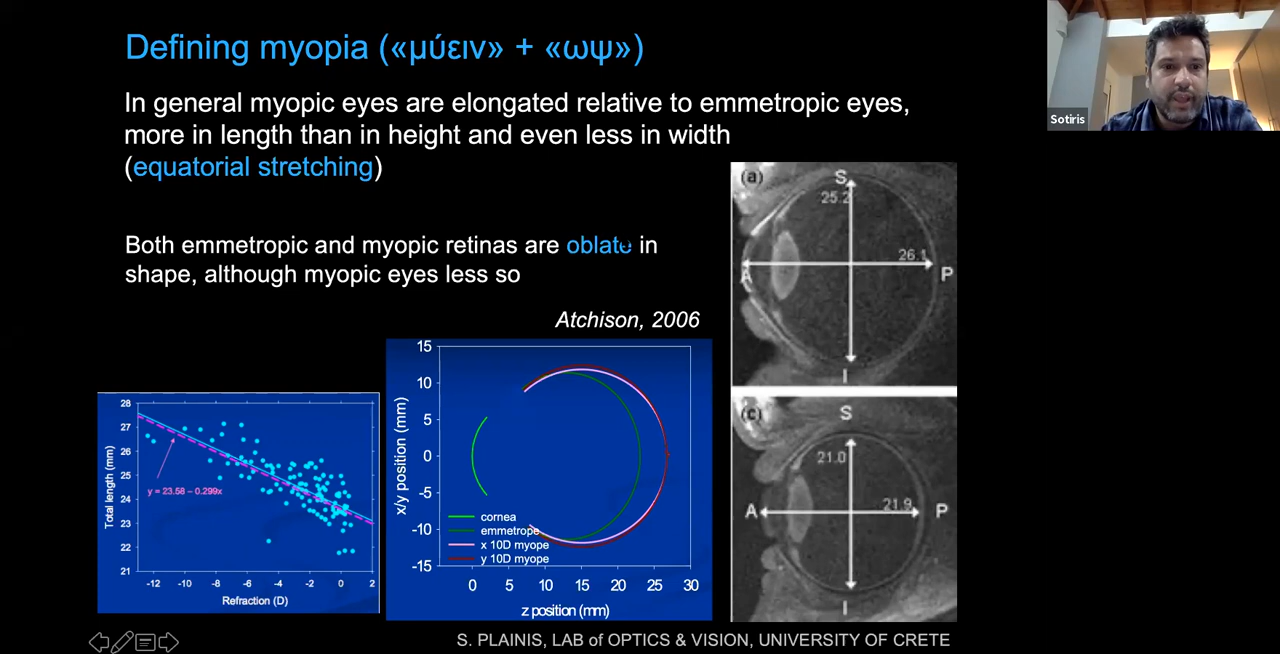 Defining myopia («μύειν» + «ωψ»)
Sotiris
In general myopic eyes are elongated relative to emmetropic eyes,
more in length than in height and even less in width
(equatorial stretching)
Both emmetropic and myopic retinas are oblate in
shape, although myopic eyes less so
Atchison, 2006
(a)
S
25.2
26.1
A
P
I
(c)
S
21.0
21.9
A
P
I
28
27
26
25
24
23
22
21
Total length (mm)
y = 23.58 – 0.299x
-12 -10 -8 -6 -4 -2 0 2
Refraction (D)
15
10
5
0
-5
-10
-15
x/y position (mm)
cornea
emmetrope
x 10D myope
y 10D myope
0 5 10 15 20 25 30
z position (mm)
S. PLAINIS, LAB of OPTICS & VISION, UNIVERSITY OF CRETE